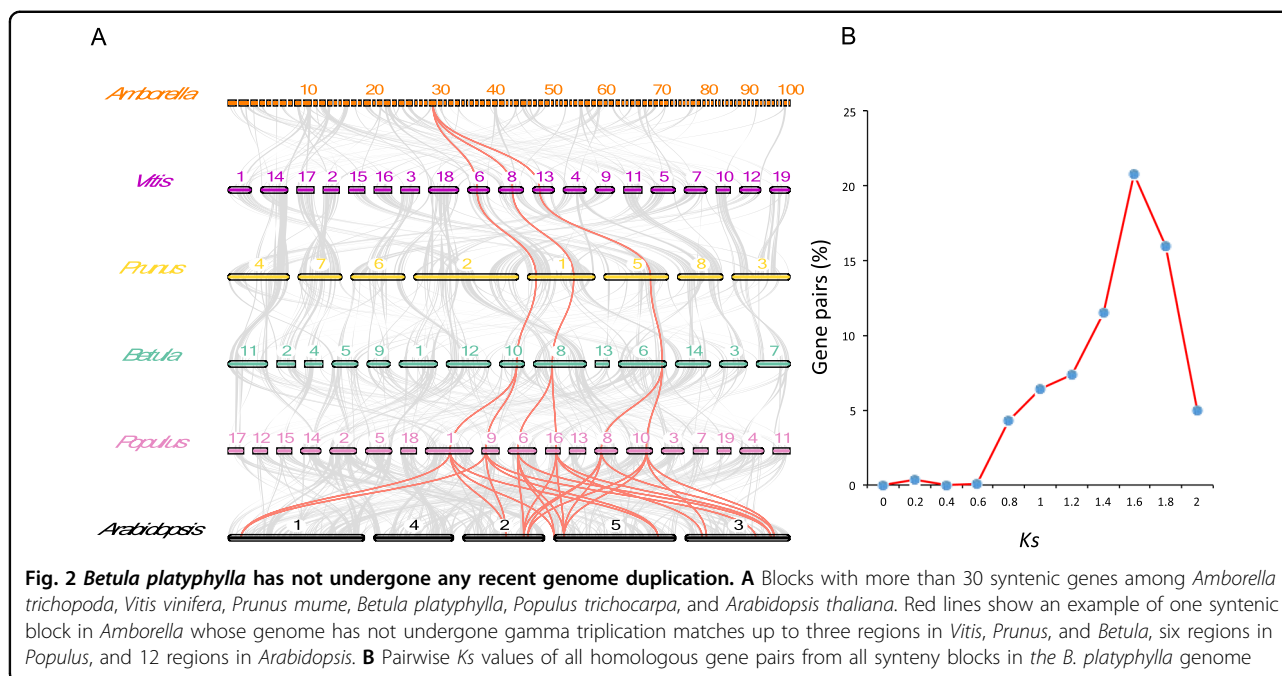 A
B
10 20 30 40 50 60 70 80 90 100
Amborella
1 14 17 2 15 16 3 18 6 8 13 4 9 11 5 7 10 12 19
Vitis
4 7 6 2 1 5 8 3
Prunus
11 2 4 5 9 1 12 10 8 13 6 14 3 7
Betula
17 12 15 14 2 5 18 1 9 6 16 13 8 10 3 7 19 4 11
Populus
1 4 2 5 3
Arabidopsis
25
20
15
10
5
0
Gene pairs (%)
0 0.2 0.4 0.6 0.8 1 1.2 1.4 1.6 1.8 2
Ks
Fig. 2 Betula platyphylla has not undergone any recent genome duplication. A Blocks with more than 30 syntenic genes among Amborella
trichopoda, Vitis vinifera, Prunus mume, Betula platyphylla, Populus trichocarpa, and Arabidopsis thaliana. Red lines show an example of one syntenic
block in Amborella whose genome has not undergone gamma triplication matches up to three regions in Vitis, Prunus, and Betula, six regions in
Populus, and 12 regions in Arabidopsis. B Pairwise Ks values of all homologous gene pairs from all synteny blocks in the B. platyphylla genome